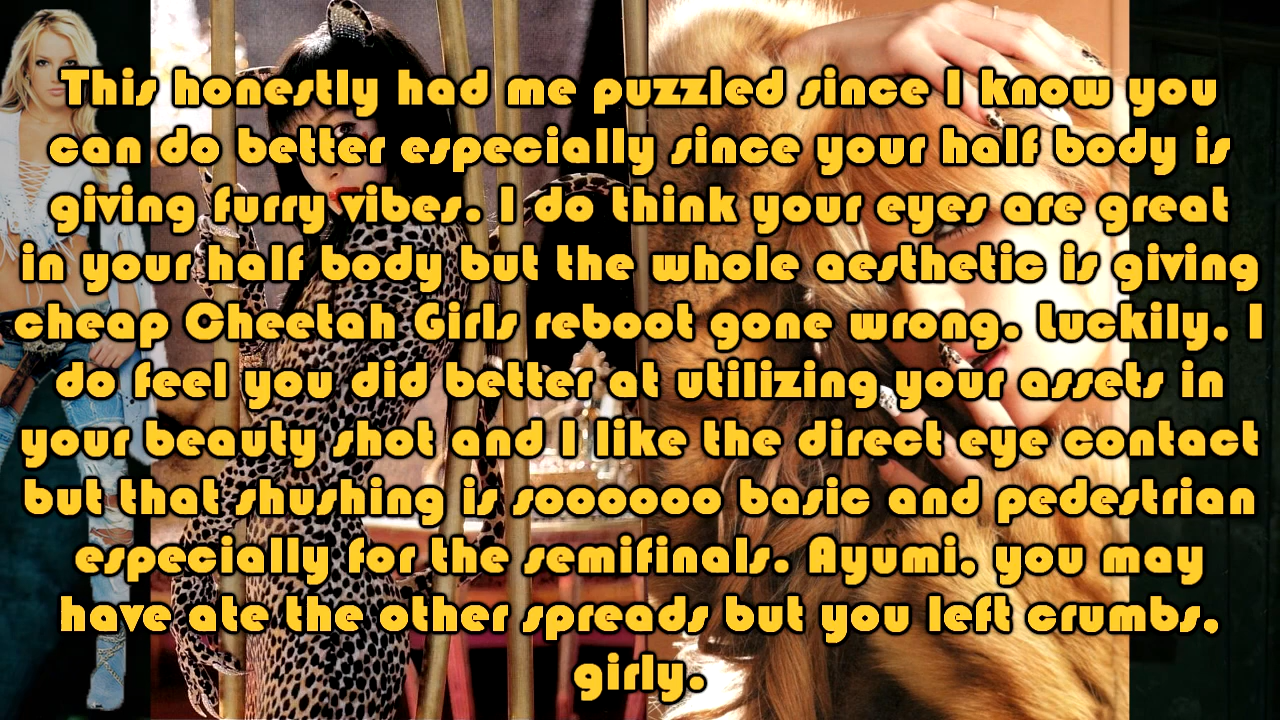 This honestly had me puzzled since I know you
can do better especially since your half body is
giving furry vibes. I do think your eyes are great
in your half body but the whole aesthetic is giving
cheap Cheetah Girls reboot gone wrong. Luckily, I
do feel you did better at utilizing your assets in
your beauty shot and I like the direct eye contact
but that shushing is soooooo basic and pedestrian
especially for the semifinals. Ayumi, you may
have ate the other spreads but you left crumbs,
girly.